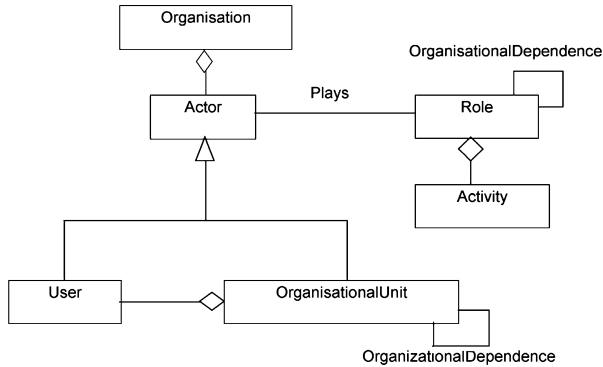 Organisation
OrganisationalDependence
Actor
Plays
Role
Activity
User
OrganisationalUnit
OrganizationalDependence